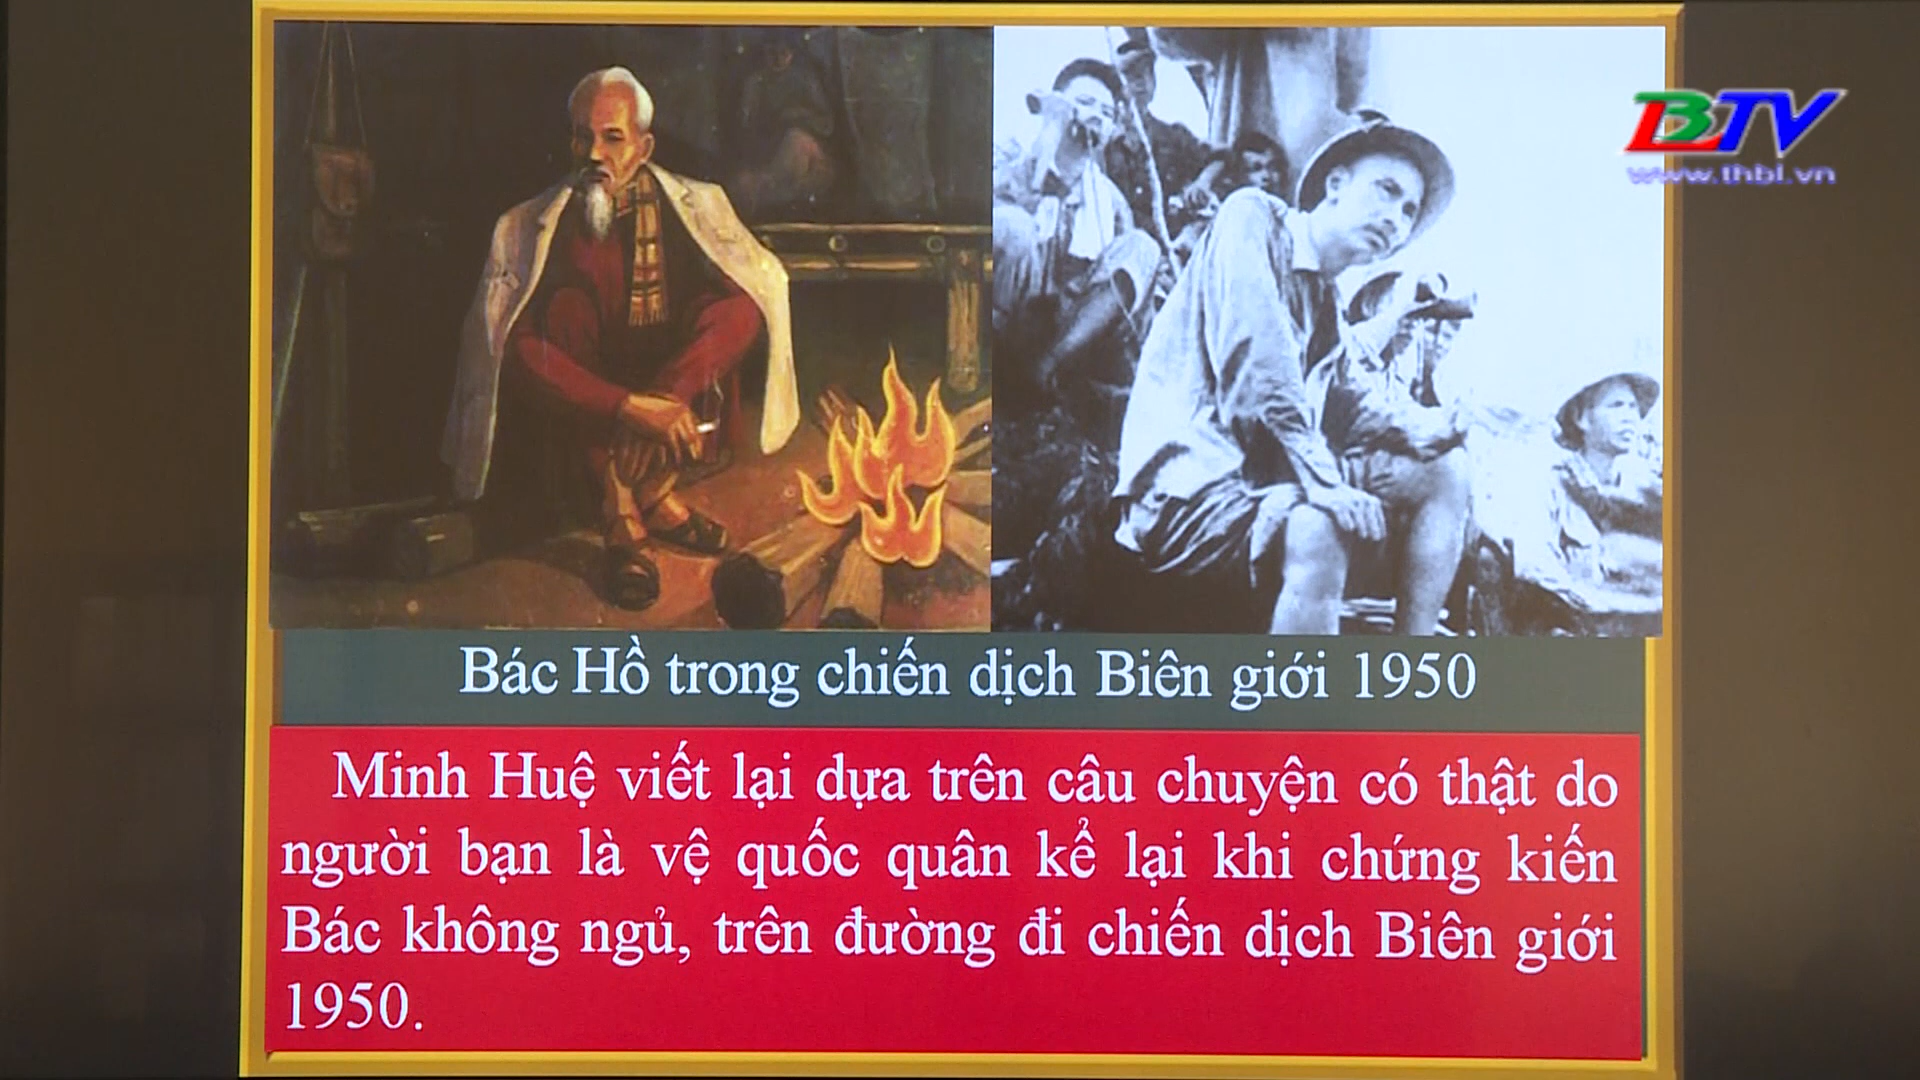 BTV
www.thbl.vn
Bác Hồ trong chiến dịch Biên giới 1950
Minh Huệ viết lại dựa trên câu chuyện có thật do
người bạn là vệ quốc quân kể lại khi chứng kiến
Bác không ngủ, trên đường đi chiến dịch Biên giới
1950.